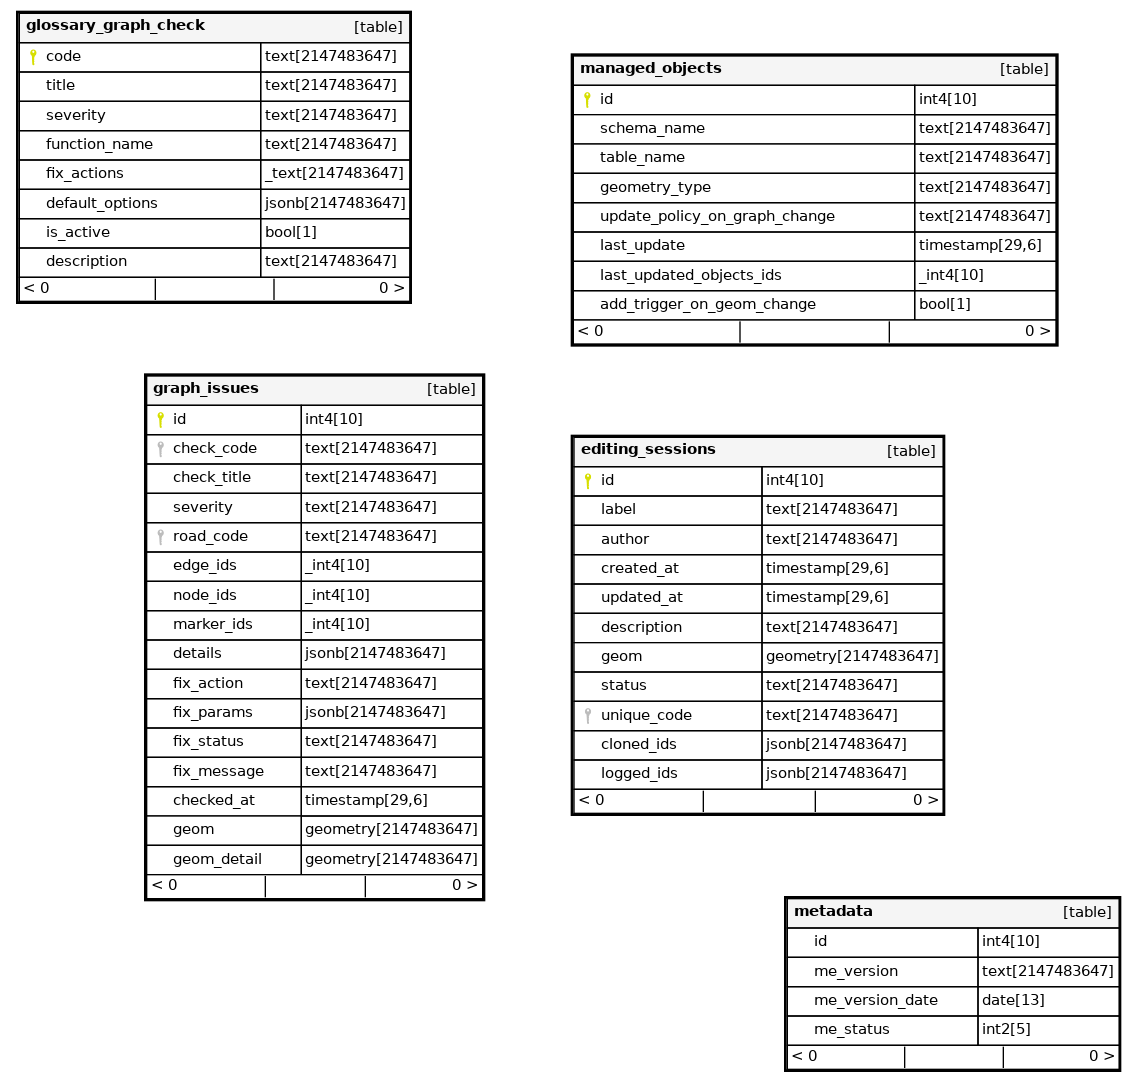 glossary_graph_check [table]
code text[2147483647]
title text[2147483647]
severity text[2147483647]
function_name text[2147483647]
fix_actions _text[2147483647]
default_options jsonb[2147483647]
is_active bool[1]
description text[2147483647]
< 0 0 >
managed_objects [table]
id int4[10]
schema_name text[2147483647]
table_name text[2147483647]
geometry_type text[2147483647]
update_policy_on_graph_change text[2147483647]
last_update timestamp[29,6]
last_updated_objects_ids _int4[10]
add_trigger_on_geom_change bool[1]
< 0 0 >
graph_issues [table]
id int4[10]
check_code text[2147483647]
check_title text[2147483647]
severity text[2147483647]
road_code text[2147483647]
edge_ids _int4[10]
node_ids _int4[10]
marker_ids _int4[10]
details jsonb[2147483647]
fix_action text[2147483647]
fix_params jsonb[2147483647]
fix_status text[2147483647]
fix_message text[2147483647]
checked_at timestamp[29,6]
geom geometry[2147483647]
geom_detail geometry[2147483647]
< 0 0 >
editing_sessions [table]
id int4[10]
label text[2147483647]
author text[2147483647]
created_at timestamp[29,6]
updated_at timestamp[29,6]
description text[2147483647]
geom geometry[2147483647]
status text[2147483647]
unique_code text[2147483647]
cloned_ids jsonb[2147483647]
logged_ids jsonb[2147483647]
< 0 0 >
metadata [table]
id int4[10]
me_version text[2147483647]
me_version_date date[13]
me_status int2[5]
< 0 0 >